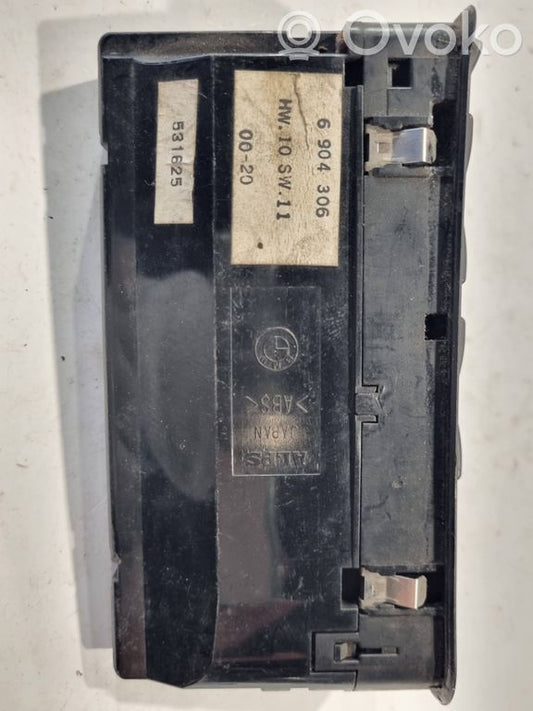 Ovoko
6 904 306
HW.10 SW.11
00-20
531625
ALPS
JAPAN
>ABS<